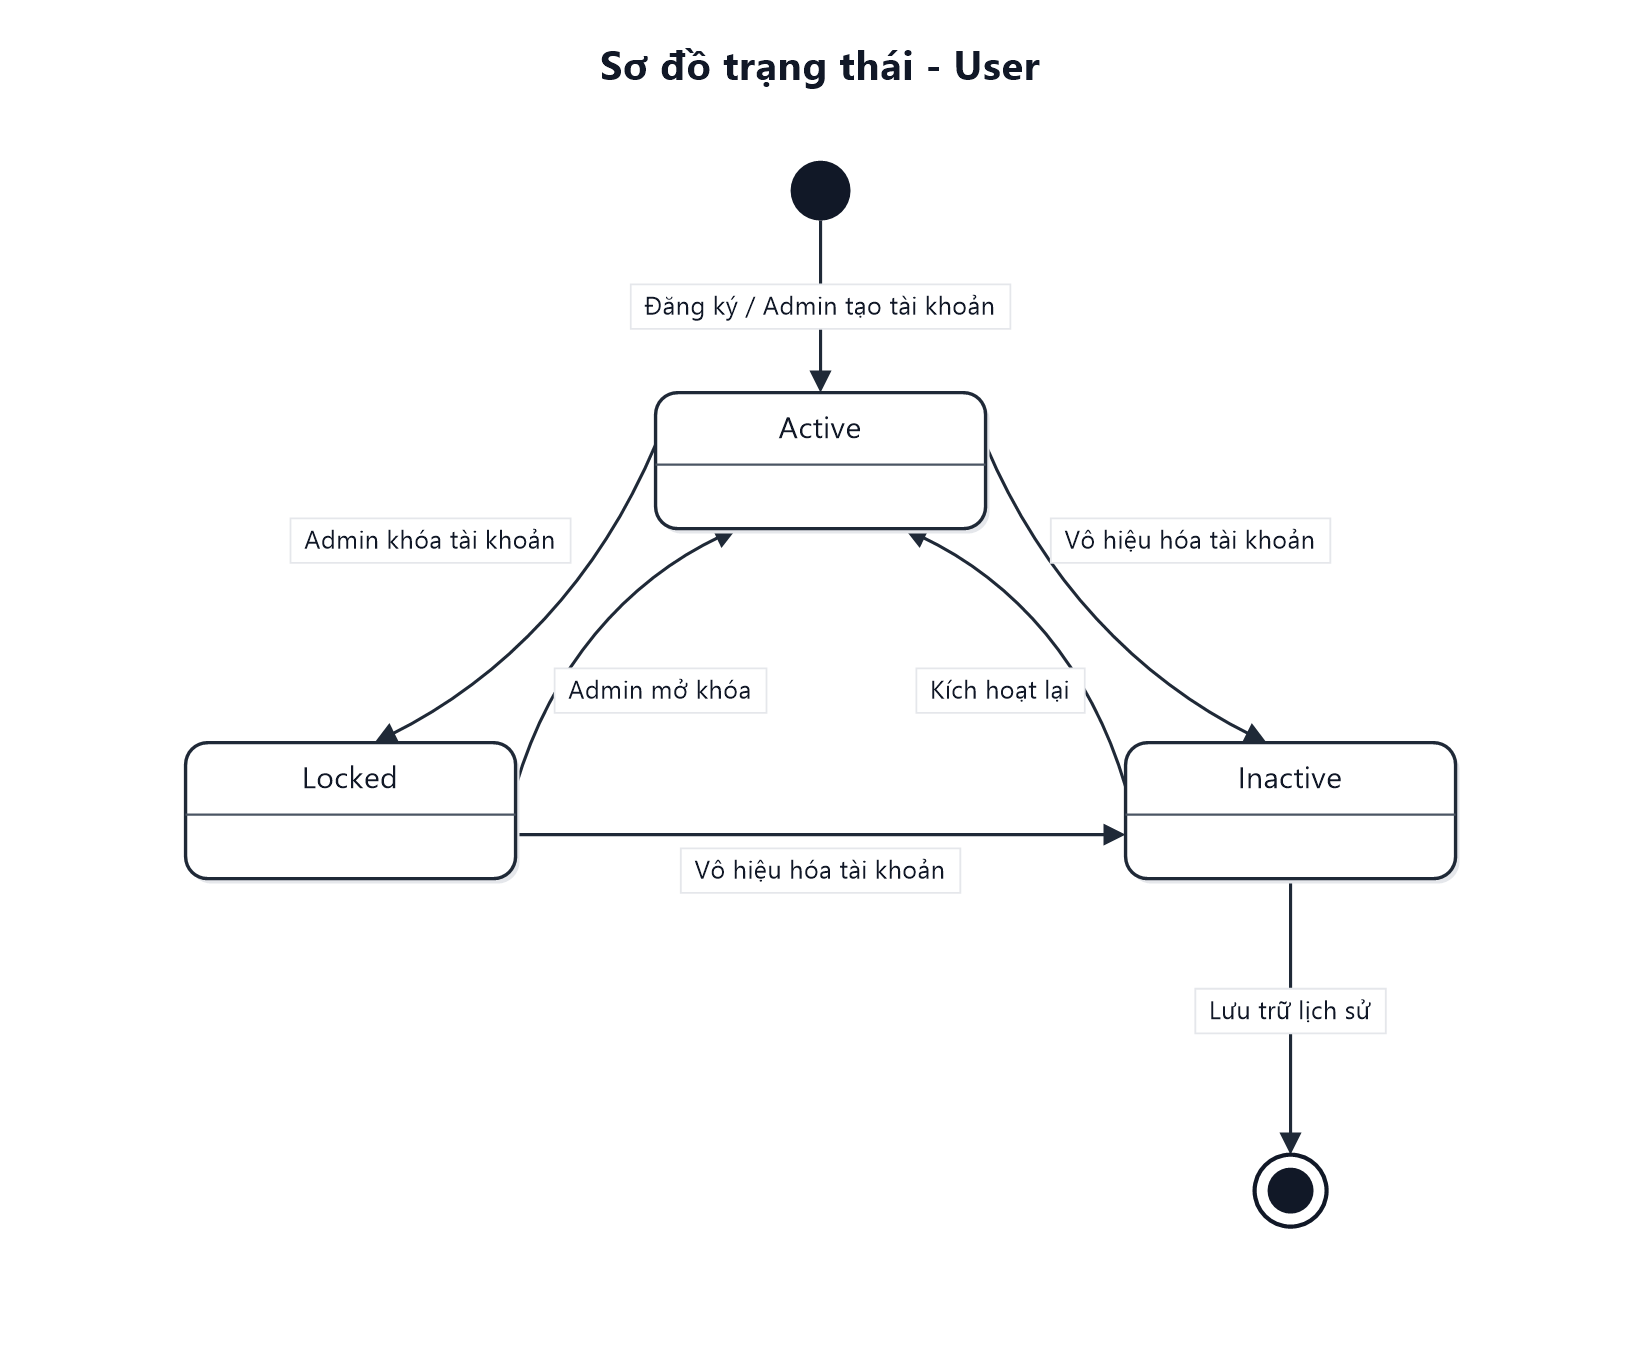 Sơ đồ trạng thái - User
Đăng ký / Admin tạo tài khoản
Active
Admin khóa tài khoản
Vô hiệu hóa tài khoản
Admin mở khóa
Kích hoạt lại
Locked
Inactive
Vô hiệu hóa tài khoản
Lưu trữ lịch sử